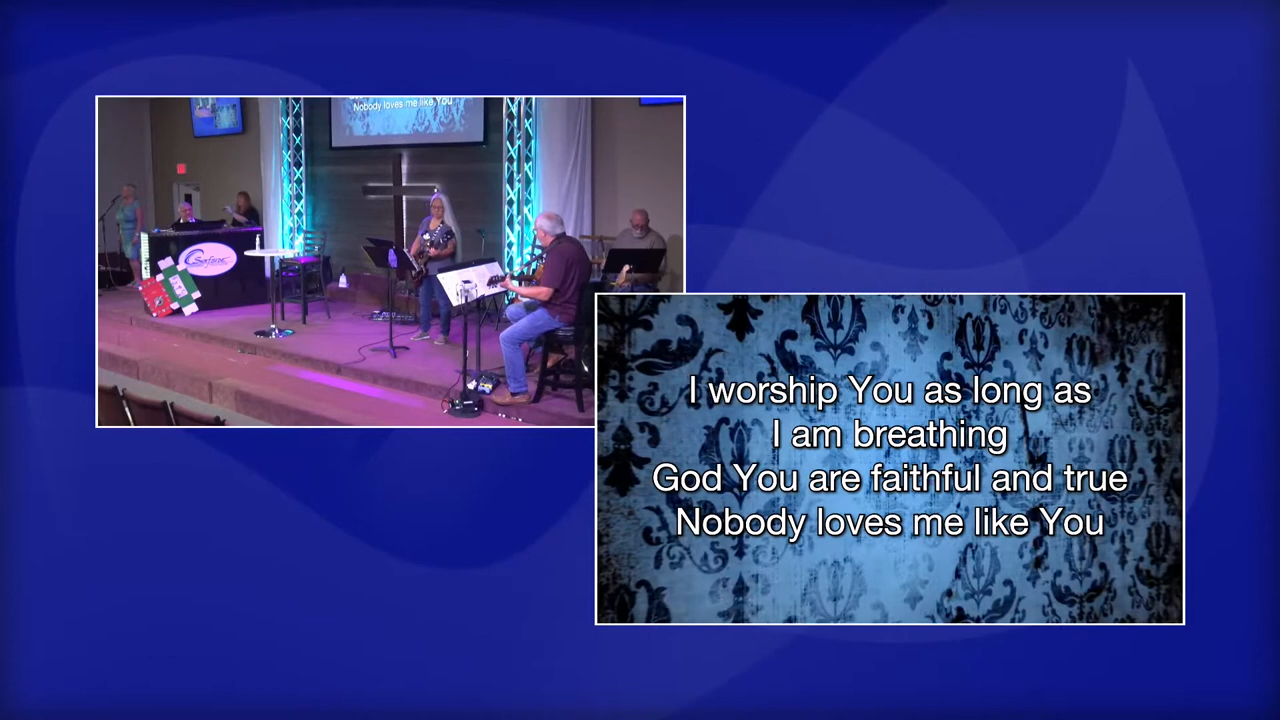 Nobody loves me like You
I worship You as long as
I am breathing
God You are faithful and true
Nobody loves me like You